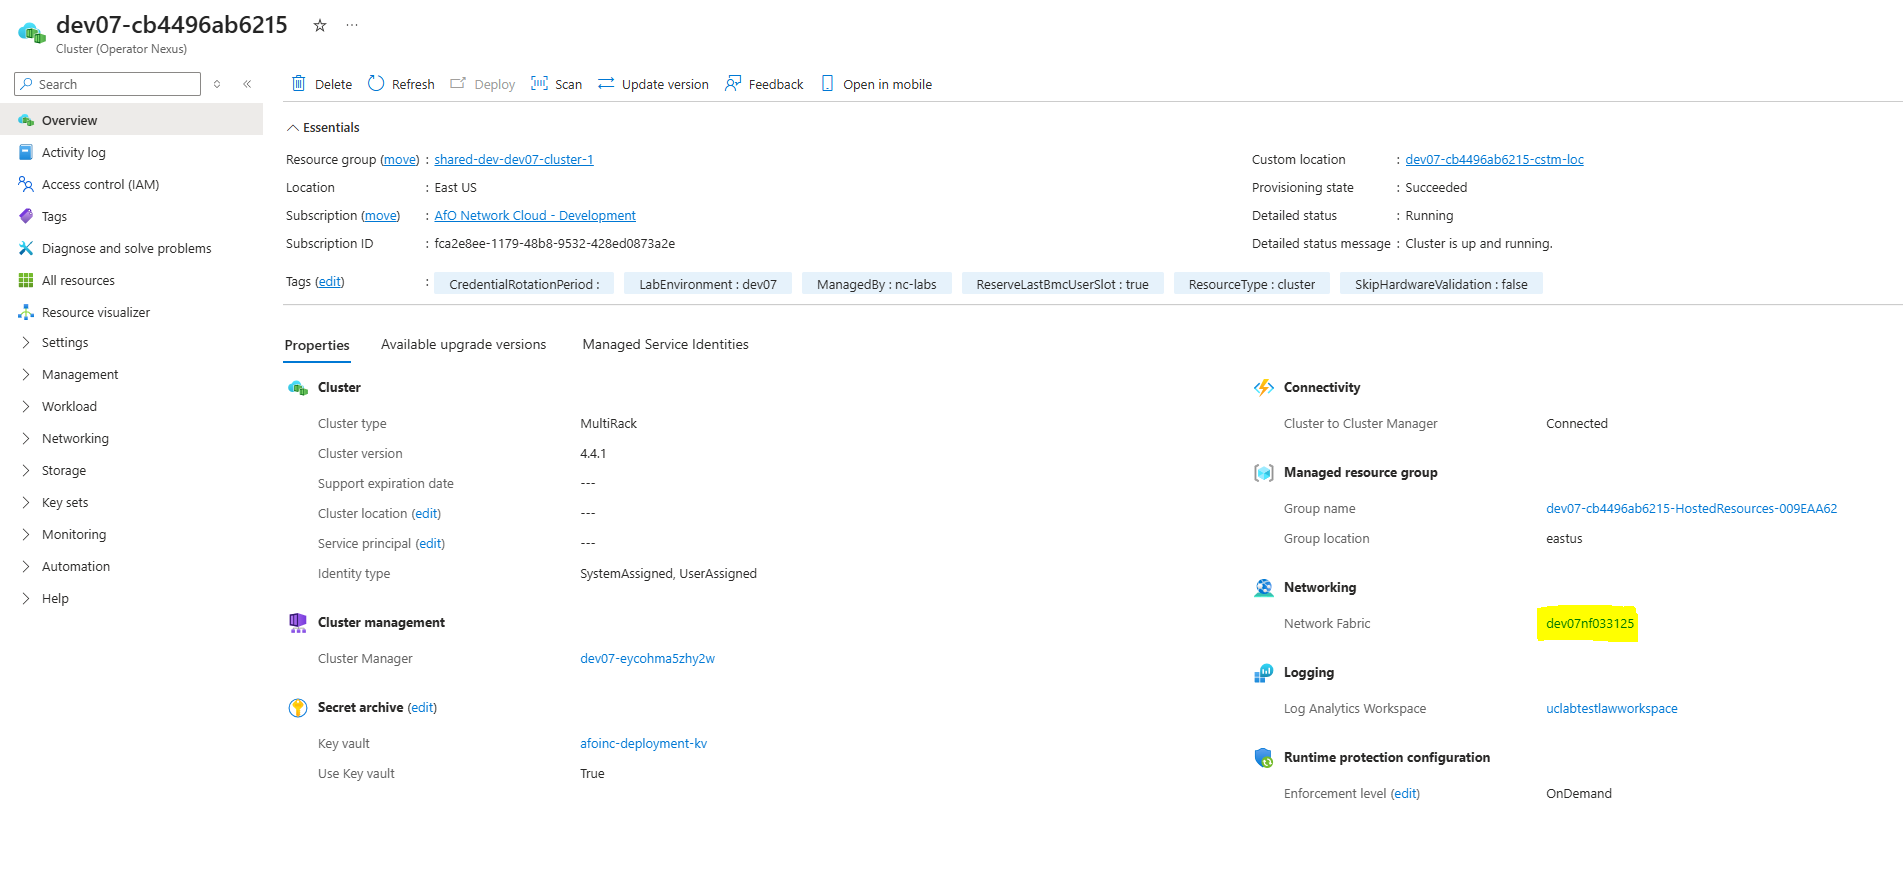 dev07-cb4496ab6215
Cluster (Operator Nexus)
Search
Overview
Activity log
Access control (IAM)
Tags
Diagnose and solve problems
All resources
Resource visualizer
Settings
Management
Workload
Networking
Storage
Key sets
Monitoring
Automation
Help
Delete Refresh Deploy Scan Update version Feedback Open in mobile
Essentials
Resource group (move) : shared-dev-dev07-cluster-1
Location : East US
Subscription (move) : AfO Network Cloud - Development
Subscription ID : fca2e8ee-1179-48b8-9532-428ed0873a2e
Custom location : dev07-cb4496ab6215-cstm-loc
Provisioning state : Succeeded
Detailed status : Running
Detailed status message : Cluster is up and running.
Tags (edit) : CredentialRotationPeriod : LabEnvironment : dev07 ManagedBy : nc-labs ReserveLastBmcUserSlot : true ResourceType : cluster SkipHardwareValidation : false
Properties Available upgrade versions Managed Service Identities
Cluster
Cluster type MultiRack
Cluster version 4.4.1
Support expiration date ---
Cluster location (edit) ---
Service principal (edit) ---
Identity type SystemAssigned, UserAssigned
Cluster management
Cluster Manager dev07-eycohma5zhy2w
Secret archive (edit)
Key vault afoinc-deployment-kv
Use Key vault True
Connectivity
Cluster to Cluster Manager Connected
Managed resource group
Group name dev07-cb4496ab6215-HostedResources-009EAA62
Group location eastus
Networking
Network Fabric dev07nf033125
Logging
Log Analytics Workspace uclabtestlawworkspace
Runtime protection configuration
Enforcement level (edit) OnDemand